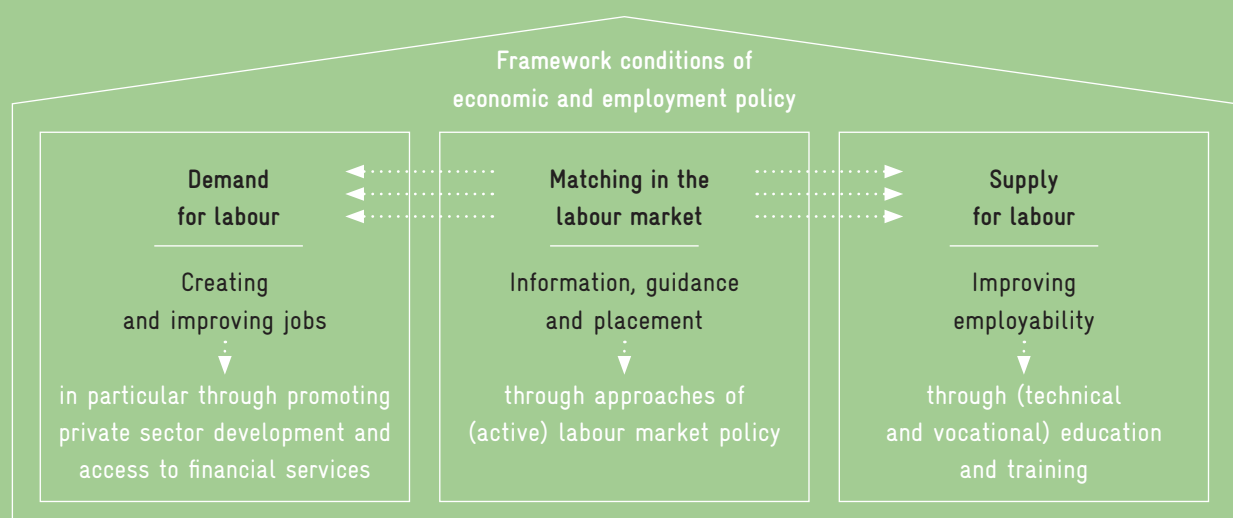 Framework conditions of
economic and employment policy
Demand
for labour
Creating
and improving jobs
in particular through promoting
private sector development and
access to financial services
Matching in the
labour market
Information, guidance
and placement
through approaches of
(active) labour market policy
Supply
for labour
Improving
employability
through (technical
and vocational) education
and training